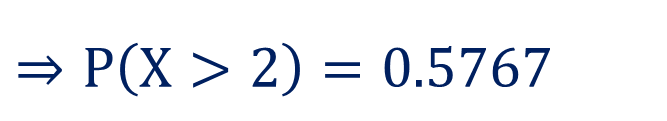 ⇒ P(X > 2) = 0.5767